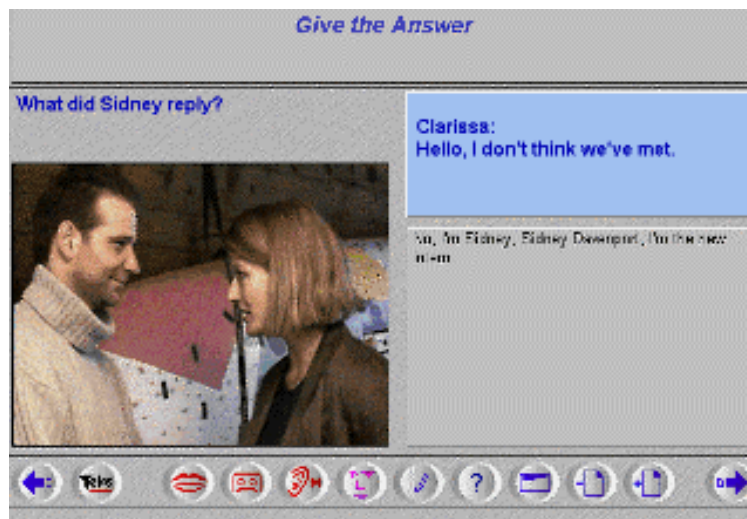 Give the Answer
What did Sidney reply?
Clarissa:
Hello, I don't think we've met.
No, I'm Sidney, Sidney Davenport, I'm the new
?